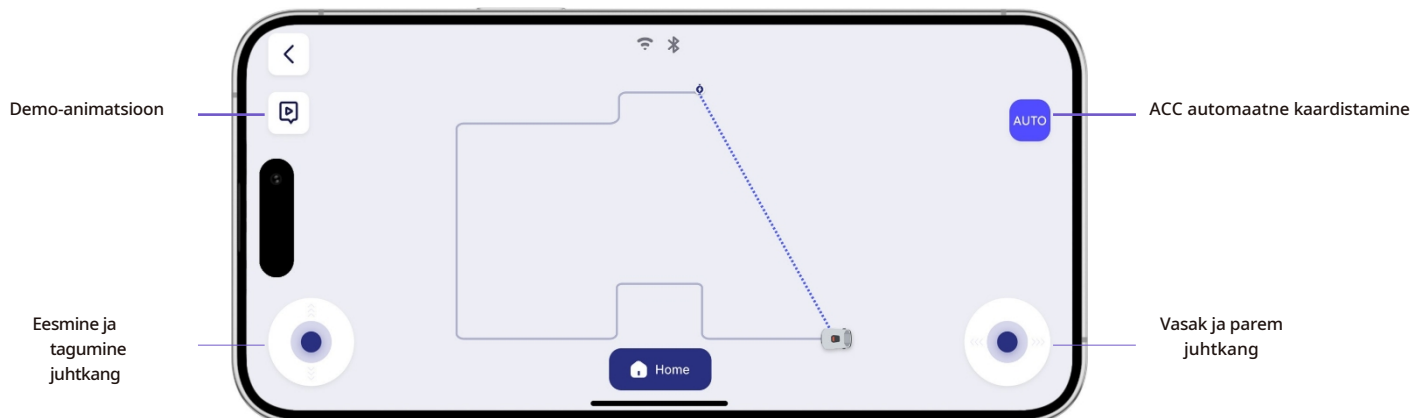 Demo-animatsioon
AUTO
ACC automaatne kaardistamine
Eesmine ja
tagumine
juhtkang
Home
Vasak ja parem
juhtkang